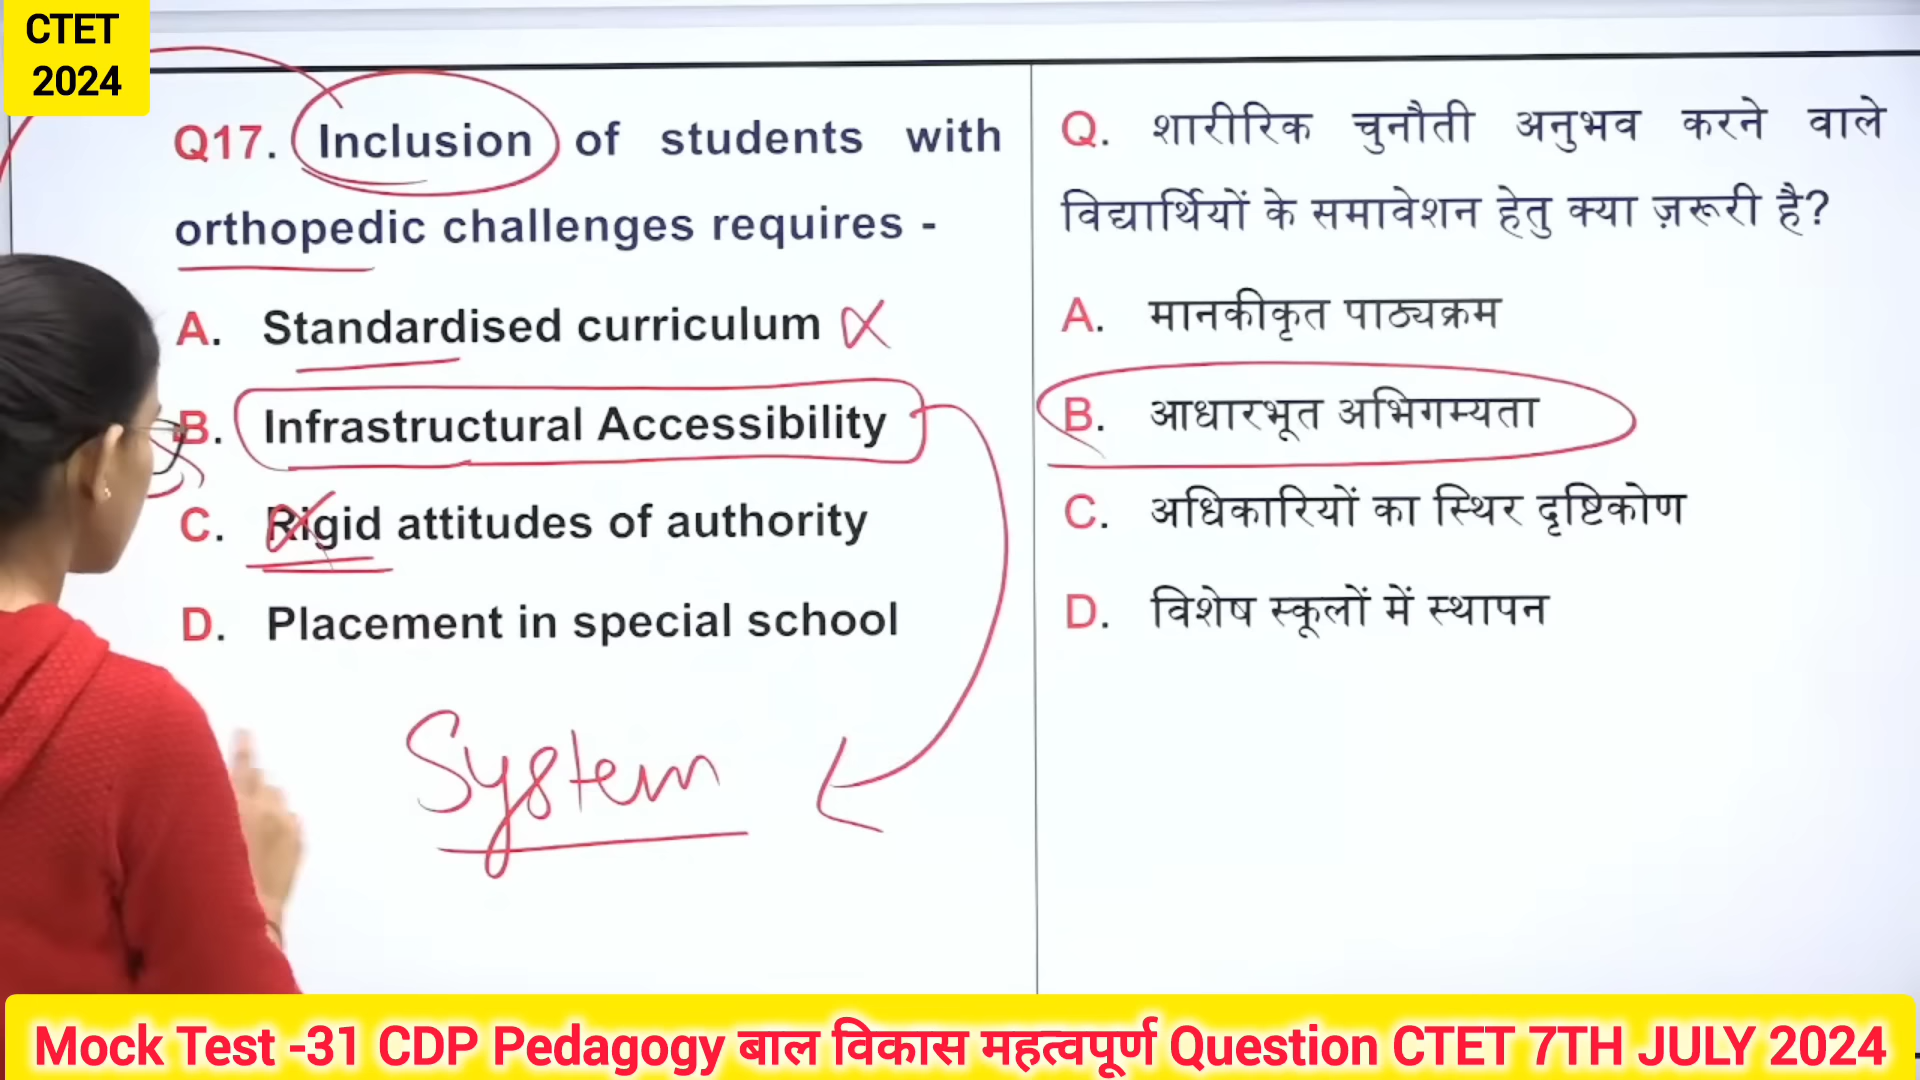 CTET
2024
Q17. Inclusion of students with
orthopedic challenges requires -
A. Standardised curriculum
B. Infrastructural Accessibility
C. Rigid attitudes of authority
D. Placement in special school
System
Q. शारीरिक चुनौती अनुभव करने वाले
विद्यार्थियों के समावेशन हेतु क्या ज़रूरी है?
A. मानकीकृत पाठ्यक्रम
B. आधारभूत अभिगम्यता
C. अधिकारियों का स्थिर दृष्टिकोण
D. विशेष स्कूलों में स्थापन
Mock Test -31 CDP Pedagogy बाल विकास महत्वपूर्ण Question CTET 7TH JULY 2024